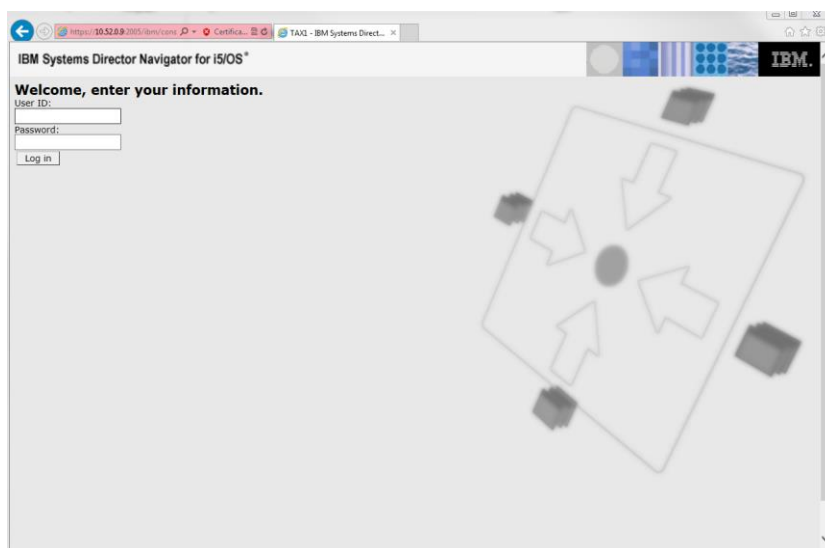 https://10.52.0.9:2005/ibm/conc
Certifica...
TAX1 - IBM Systems Direct...
IBM Systems Director Navigator for i5/OS®
IBM.
Welcome, enter your information.
User ID:
Password:
Log in